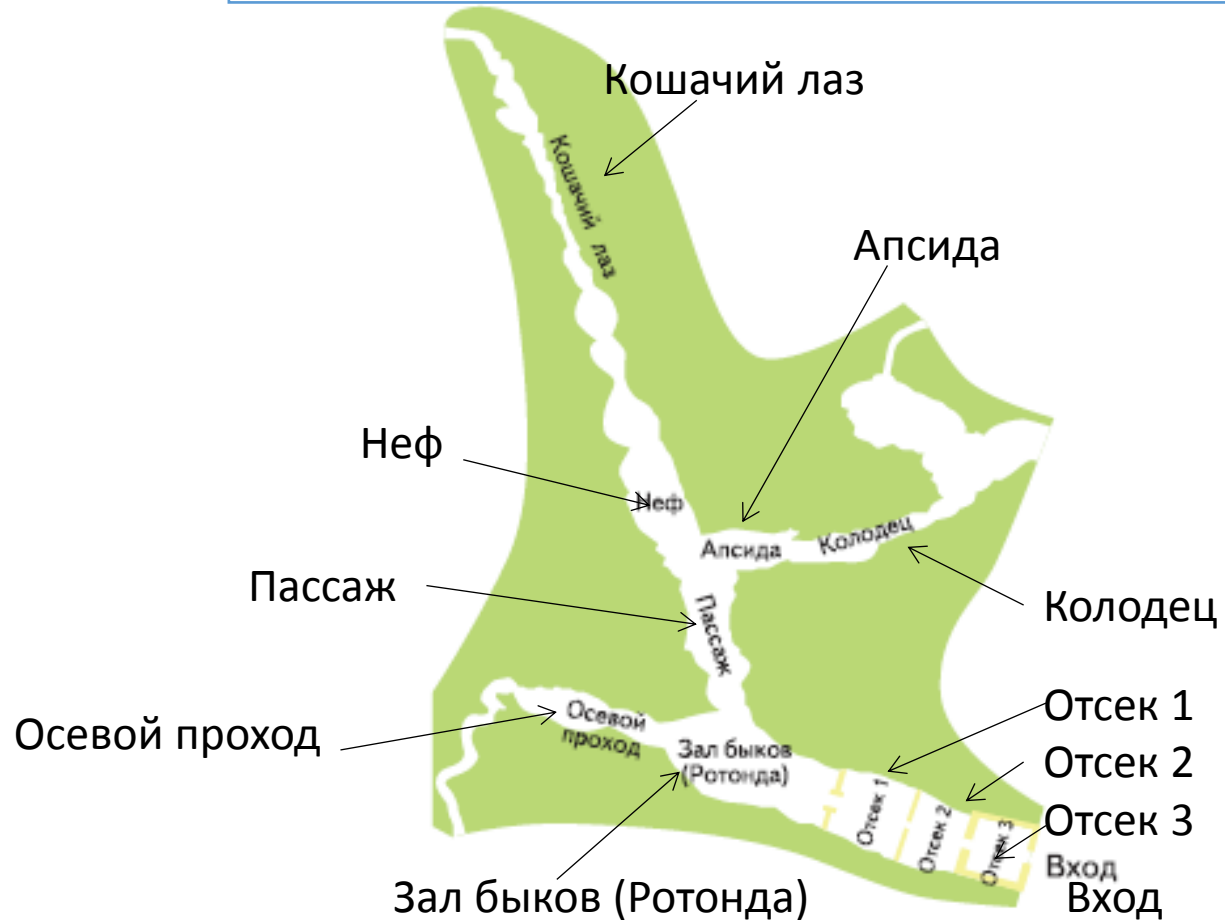 Кошачий лаз
Кошачий лаз
Апсида
Неф
Неф
Апсида
Колодец
Пассаж
Пассаж
Колодец
Осевой проход
Осевой
проход
Зал быков
(Ротонда)
Отсек 1
Отсек 2
Отсек 3
Отсек 1
Отсек 2
Отсек 3
Вход
Зал быков (Ротонда)
Вход